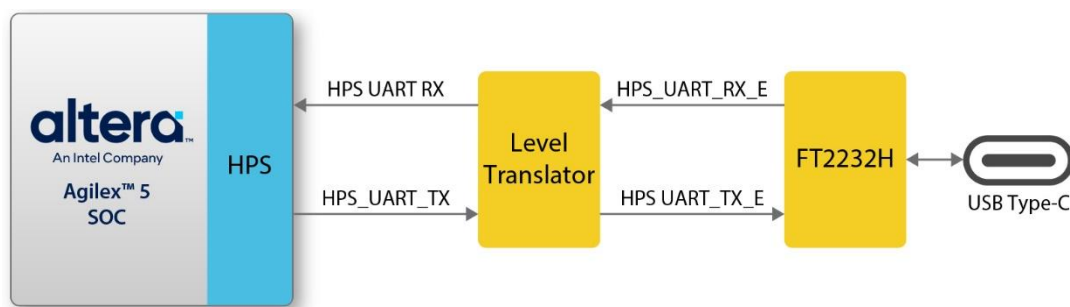 altera™
An Intel Company
Agilex™ 5
SOC
HPS
HPS UART RX
HPS_UART_TX
Level
Translator
HPS_UART_RX_E
HPS UART_TX_E
FT2232H
USB Type-C